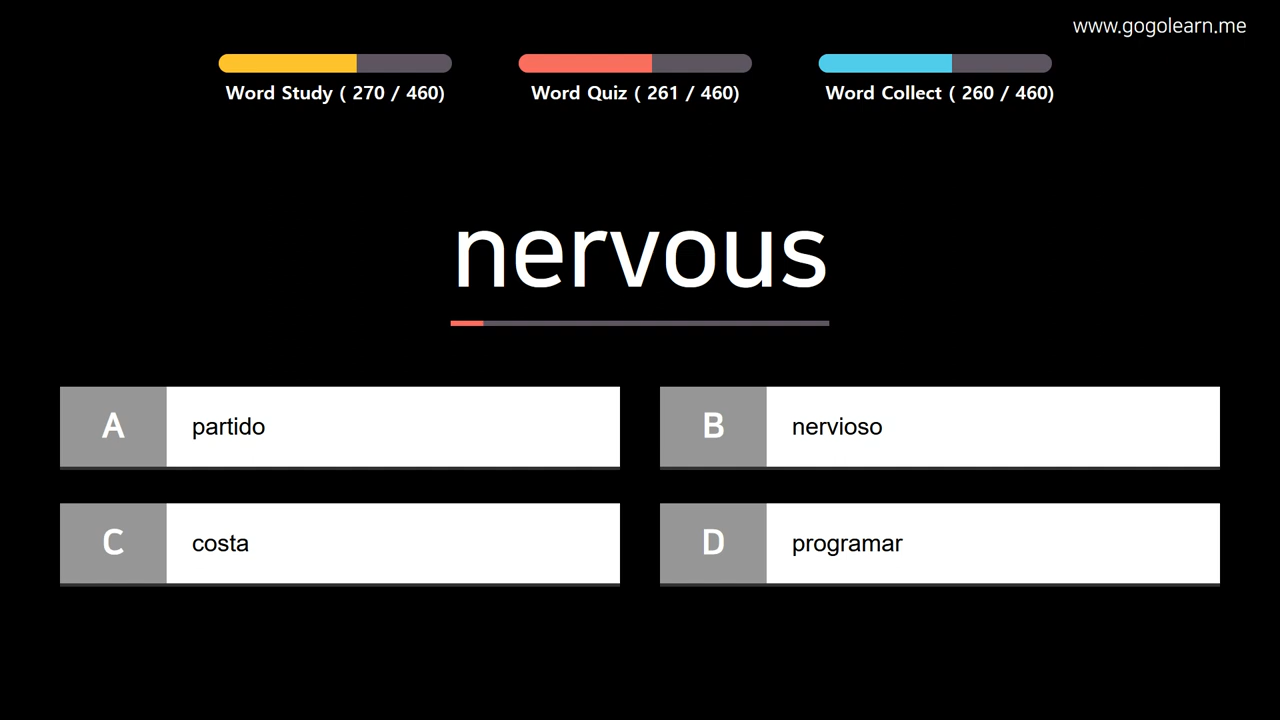 www.gogolearn.me
Word Study ( 270 / 460)
Word Quiz ( 261 / 460)
Word Collect ( 260 / 460)
nervous
A partido
B nervioso
C costa
D programar